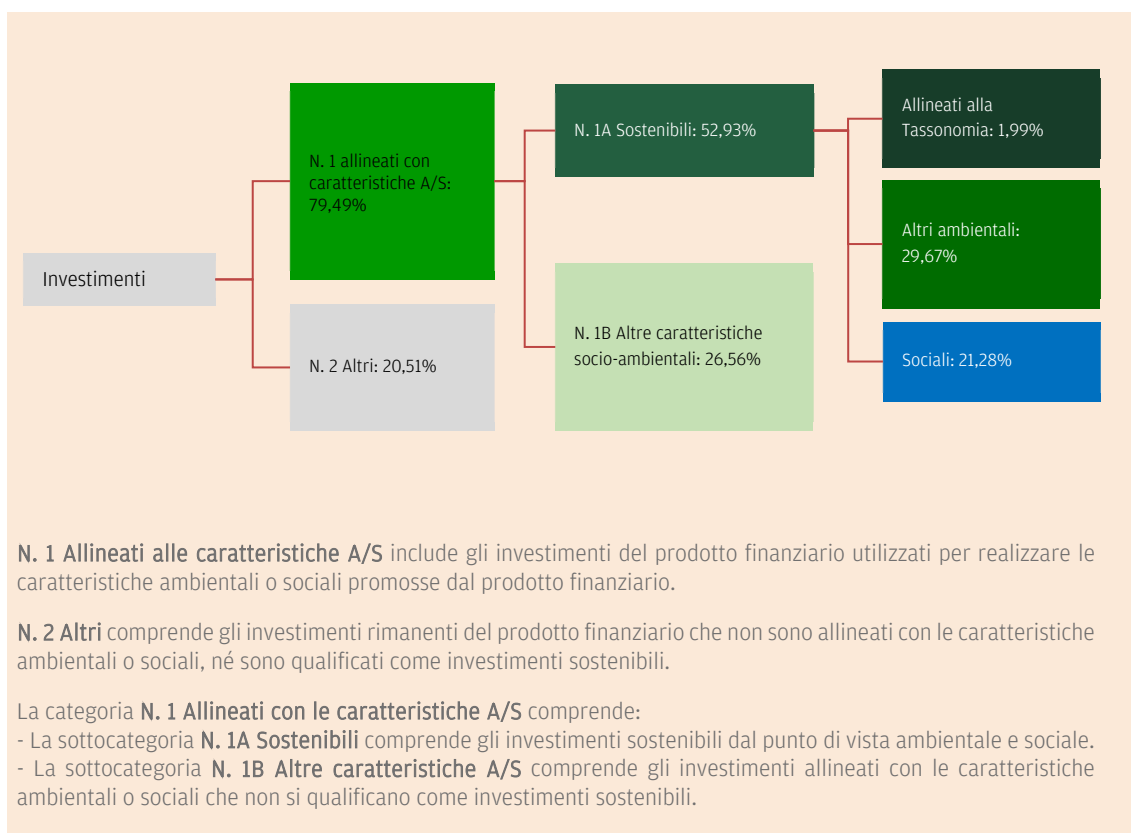 Investimenti
N. 1 allineati con
caratteristiche A/S:
79,49%
N. 2 Altri: 20,51%
N. 1A Sostenibili: 52,93%
N. 1B Altre caratteristiche
socio-ambientali: 26,56%
Allineati alla
Tassonomia: 1,99%
Altri ambientali:
29,67%
Sociali: 21,28%
N. 1 Allineati alle caratteristiche A/S include gli investimenti del prodotto finanziario utilizzati per realizzare le
caratteristiche ambientali o sociali promosse dal prodotto finanziario.
N. 2 Altri comprende gli investimenti rimanenti del prodotto finanziario che non sono allineati con le caratteristiche
ambientali o sociali, né sono qualificati come investimenti sostenibili.
La categoria N. 1 Allineati con le caratteristiche A/S comprende:
- La sottocategoria N. 1A Sostenibili comprende gli investimenti sostenibili dal punto di vista ambientale e sociale.
- La sottocategoria N. 1B Altre caratteristiche A/S comprende gli investimenti allineati con le caratteristiche
ambientali o sociali che non si qualificano come investimenti sostenibili.